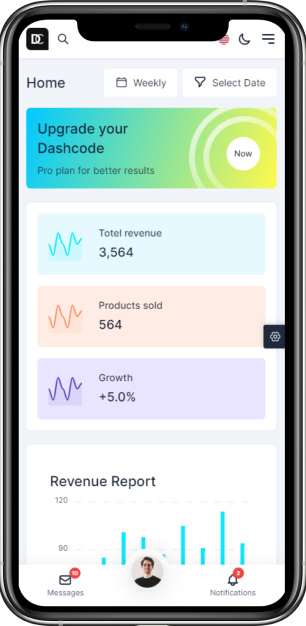 DC
Home
Weekly
Select Date
Upgrade your
Dashcode
Pro plan for better results
Now
Totel revenue
3,564
Products sold
564
Growth
+5.0%
Revenue Report
120
90
10
2
Messages
Notifications